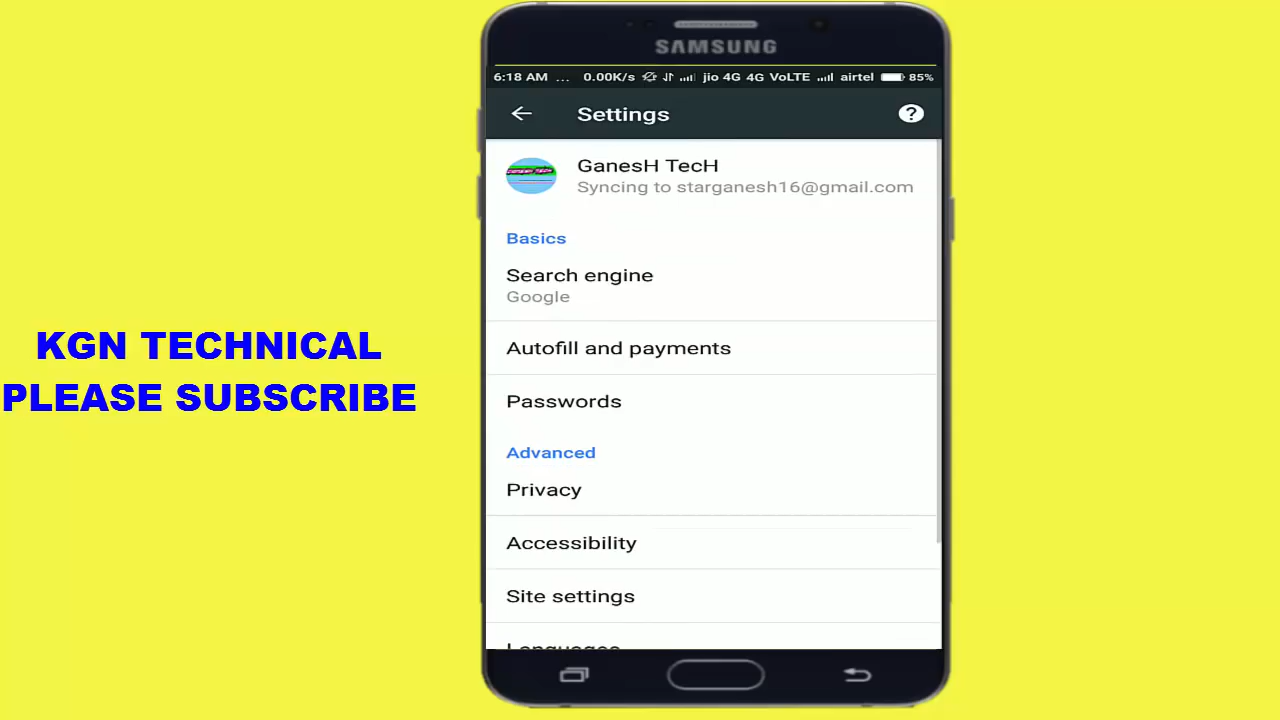 SAMSUNG
6:18 AM ... 0.00K/s jio 4G 4G VoLTE airtel 85%
Settings ?
GanesH TecH
Syncing to starganesh16@gmail.com
Basics
Search engine
Google
Autofill and payments
Passwords
Advanced
Privacy
Accessibility
Site settings
Languages
KGN TECHNICAL
PLEASE SUBSCRIBE